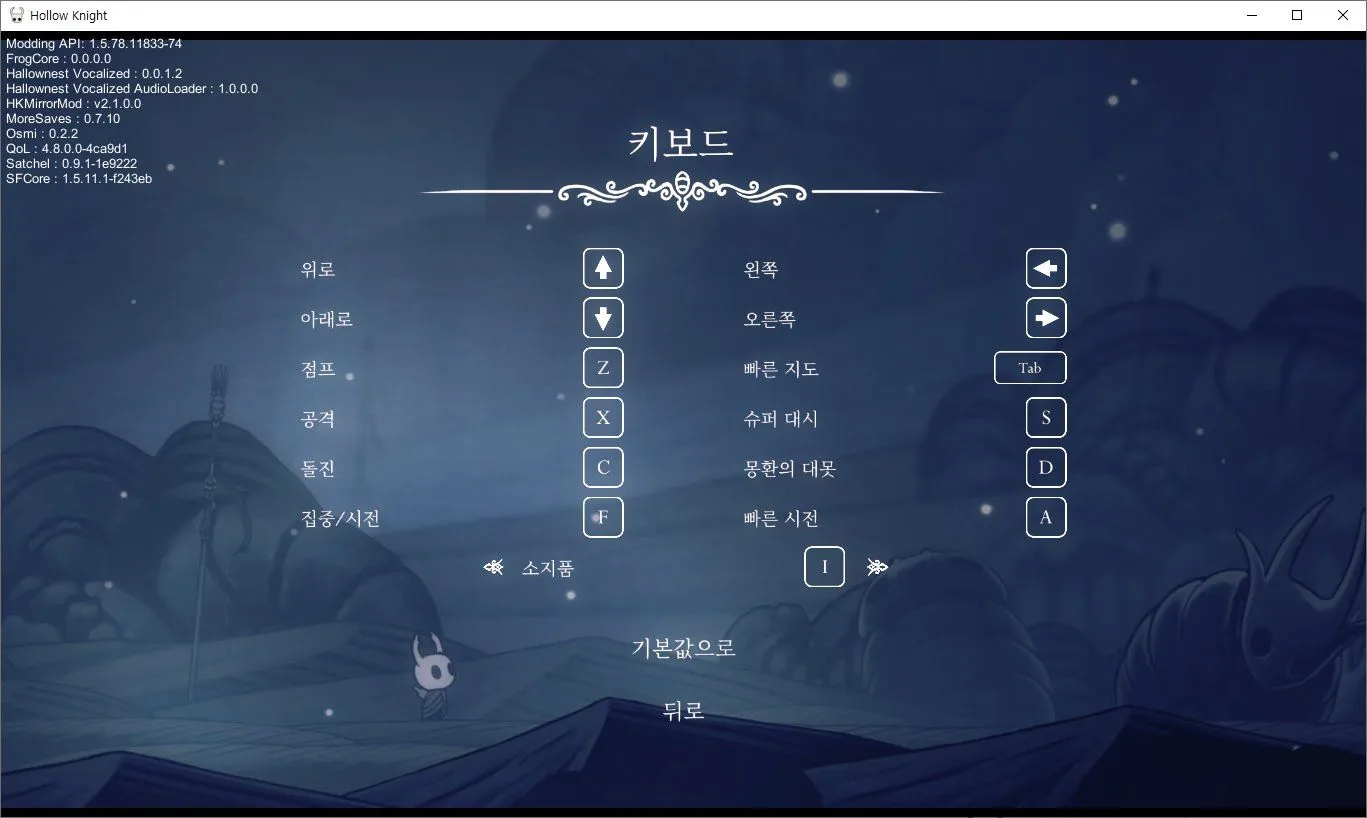 Hollow Knight
Modding API: 1.5.78.11833-74
FrogCore : 0.0.0.0
Hallownest Vocalized : 0.0.1.2
Hallownest Vocalized AudioLoader : 1.0.0.0
HKMirrorMod : v2.1.0.0
MoreSaves : 0.7.10
Osmi : 0.2.2
QoL : 4.8.0.0-4ca9d1
Satchel : 0.9.1-1e9222
SFCore : 1.5.11.1-f243eb
키보드
위로
왼쪽
아래로
오른쪽
점프 Z
빠른 지도 Tab
공격 X
슈퍼 대시 S
돌진 C
몽환의 대못 D
집중/시전 F
빠른 시전 A
소지품 I
기본값으로
뒤로